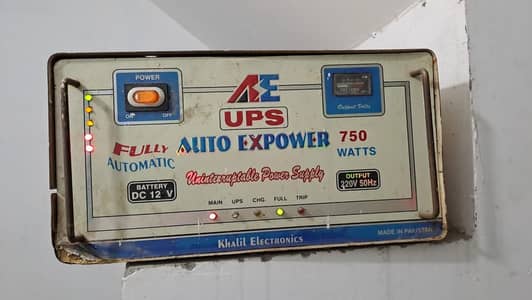 POWER
ON OFF
AE
UPS
Output Volts
FULLY
AUTOMATIC
AUTO EXPOWER
750
WATTS
Uninterruptable Power Supply
BATTERY
DC 12 V
OUTPUT
220V 50Hz
MAIN UPS CHG. FULL TRIP
Khalil Electronics
MADE IN PAKISTAN